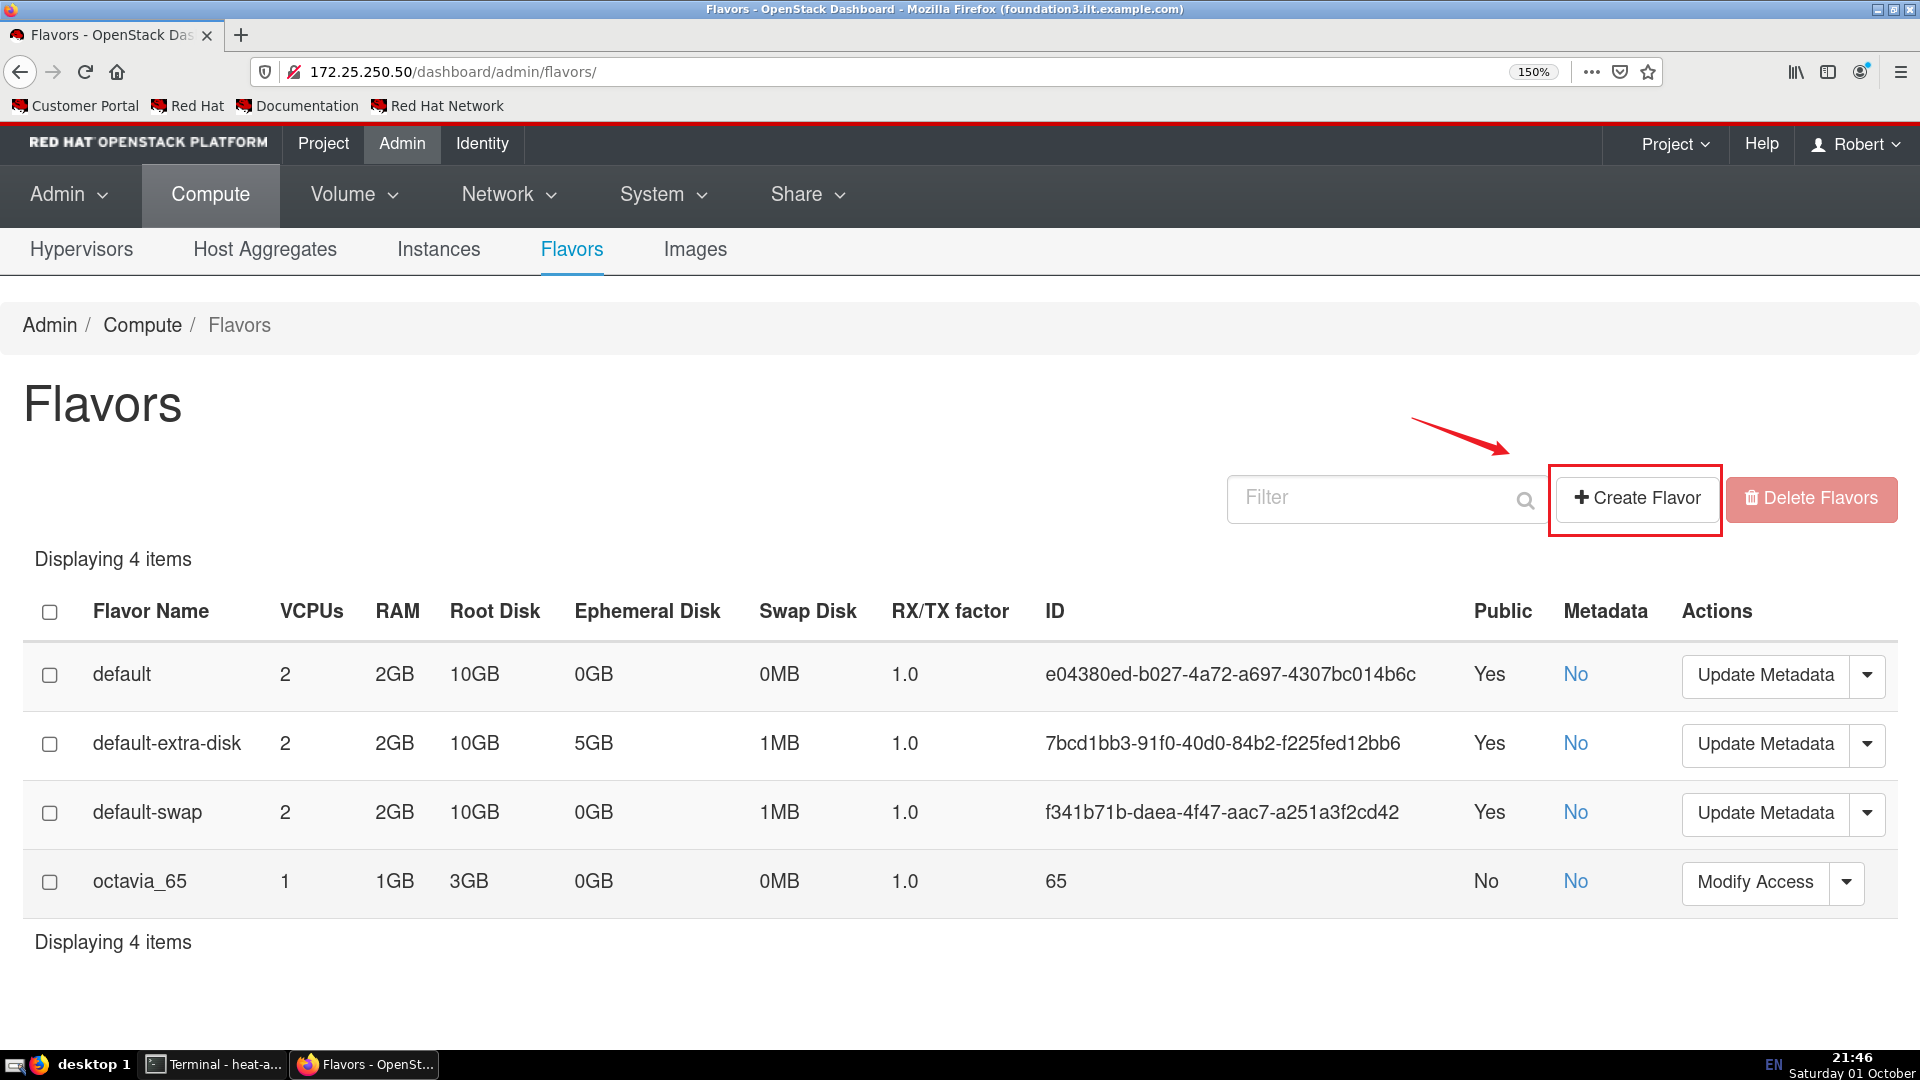 Flavors - OpenStack Dashboard - Mozilla Firefox (foundation3.ilt.example.com)
Flavors - OpenStack Das
172.25.250.50/dashboard/admin/flavors/
150%
Customer Portal Red Hat Documentation Red Hat Network
RED HAT OPENSTACK PLATFORM Project Admin Identity Project Help Robert
Admin Compute Volume Network System Share
Hypervisors Host Aggregates Instances Flavors Images
Admin / Compute / Flavors
Flavors
Filter Create Flavor Delete Flavors
Displaying 4 items
Flavor Name VCPUs RAM Root Disk Ephemeral Disk Swap Disk RX/TX factor ID Public Metadata Actions
default 2 2GB 10GB 0GB 0MB 1.0 e04380ed-b027-4a72-a697-4307bc014b6c Yes No Update Metadata
default-extra-disk 2 2GB 10GB 5GB 1MB 1.0 7bcd1bb3-91f0-40d0-84b2-f225fed12bb6 Yes No Update Metadata
default-swap 2 2GB 10GB 0GB 1MB 1.0 f341b71b-daea-4f47-aac7-a251a3f2cd42 Yes No Update Metadata
octavia_65 1 1GB 3GB 0GB 0MB 1.0 65 No No Modify Access
Displaying 4 items
desktop 1 Terminal - heat-a... Flavors - OpenSt... EN 21:46
Saturday 01 October